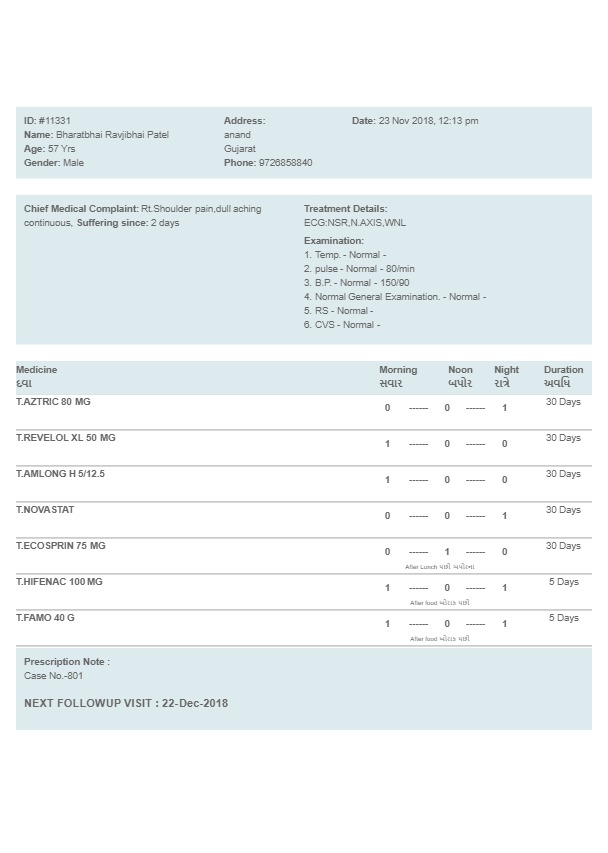 ID: #11331 Address: Date: 23 Nov 2018, 12:13 pm
Name: Bharatbhai Ravjibhai Patel anand
Age: 57 Yrs Gujarat
Gender: Male Phone: 9726858840
Chief Medical Complaint: Rt.Shoulder pain,dull aching
continuous, Suffering since: 2 days
Treatment Details:
ECG:NSR,N.AXIS,WNL
Examination:
1. Temp. - Normal -
2. pulse - Normal - 80/min
3. B.P. - Normal - 150/90
4. Normal General Examination. - Normal -
5. RS - Normal -
6. CVS - Normal -
Medicine Morning Noon Night Duration
દવા સવાર બપોર રાત્રે અવધિ
T.AZTRIC 80 MG 0 ------ 0 ------ 1 30 Days
T.REVELOL XL 50 MG 1 ------ 0 ------ 0 30 Days
T.AMLONG H 5/12.5 1 ------ 0 ------ 0 30 Days
T.NOVASTAT 0 ------ 0 ------ 1 30 Days
T.ECOSPRIN 75 MG 0 ------ 1 ------ 0 30 Days
After Lunch પછી બપોરના
T.HIFENAC 100 MG 1 ------ 0 ------ 1 5 Days
After food ખોરાક પછી
T.FAMO 40 G 1 ------ 0 ------ 1 5 Days
After food ખોરાક પછી
Prescription Note :
Case No.-801
NEXT FOLLOWUP VISIT : 22-Dec-2018